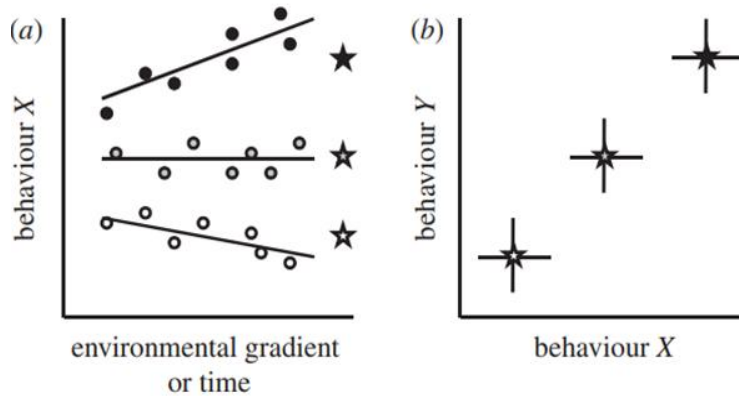 (a)
behaviour X
environmental gradient
or time
(b)
behaviour Y
behaviour X